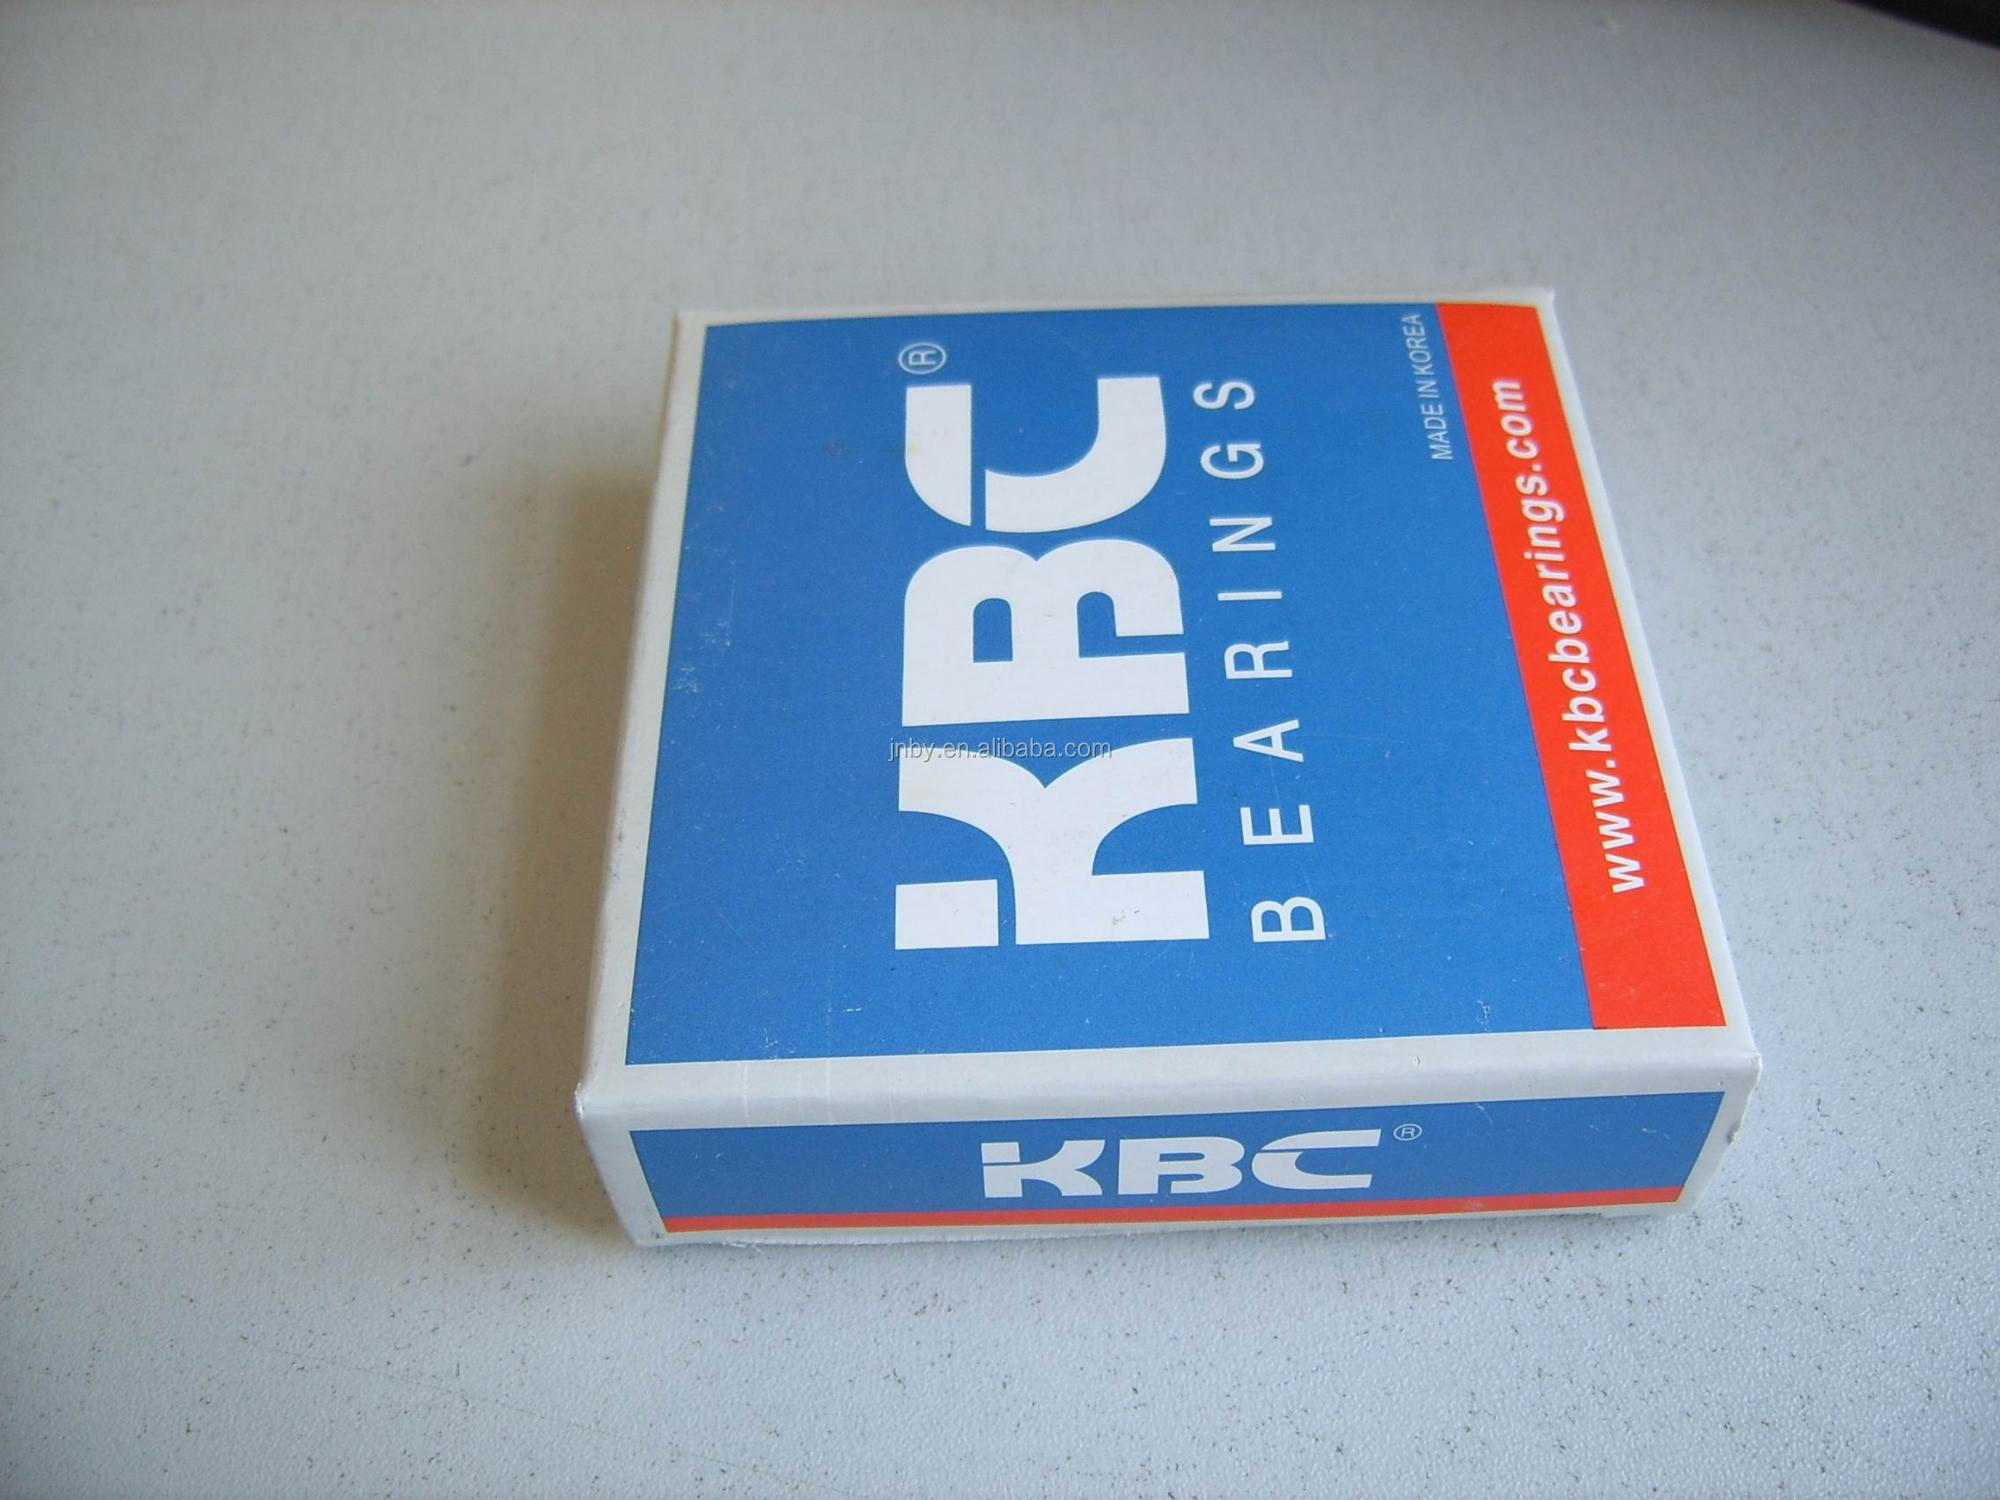 KBC®
BEARINGS
MADE IN KOREA
www.kbcbearings.com
KBC®
jnby.en.alibaba.com